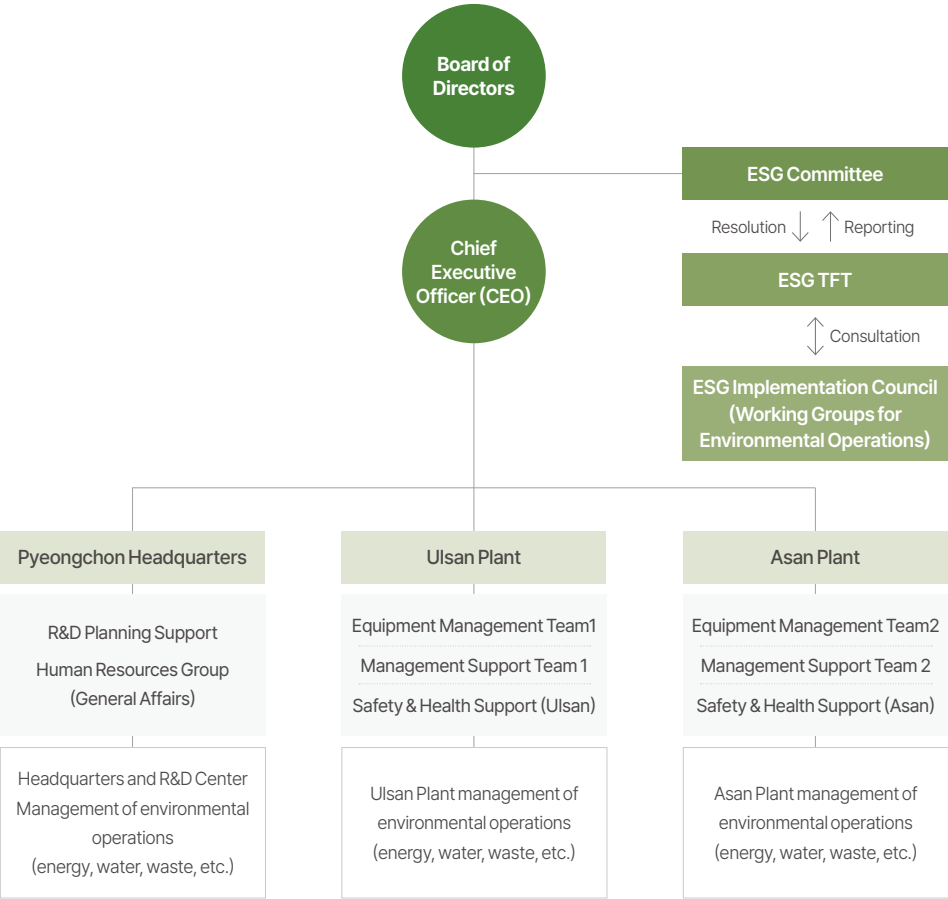 Board of
Directors
ESG Committee
Resolution
Reporting
Chief
Executive
Officer (CEO)
ESG TFT
Consultation
ESG Implementation Council
(Working Groups for
Environmental Operations)
Pyeongchon Headquarters
R&D Planning Support
Human Resources Group
(General Affairs)
Headquarters and R&D Center
Management of environmental
operations
(energy, water, waste, etc.)
Ulsan Plant
Equipment Management Team1
Management Support Team 1
Safety & Health Support (Ulsan)
Ulsan Plant management of
environmental operations
(energy, water, waste, etc.)
Asan Plant
Equipment Management Team2
Management Support Team 2
Safety & Health Support (Asan)
Asan Plant management of
environmental operations
(energy, water, waste, etc.)